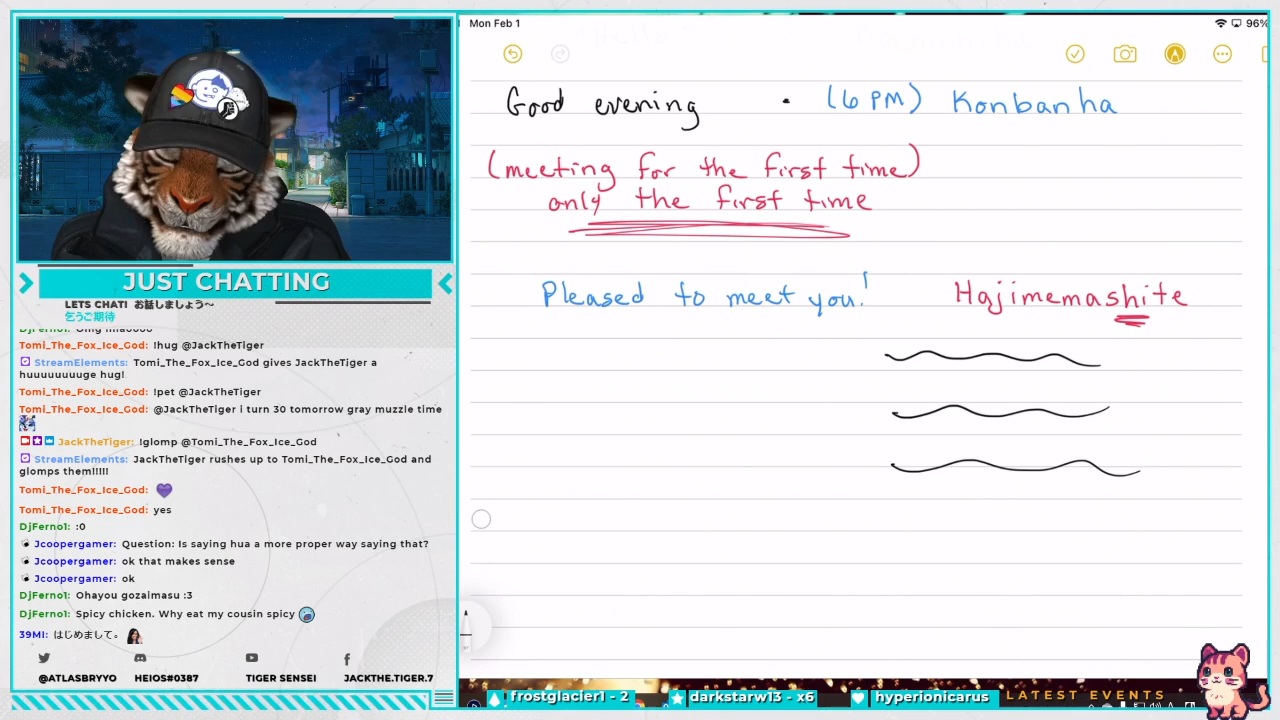 Mon Feb 1
96%
Good evening • (6 PM) Konbanha
(meeting for the first time)
only the first time
Pleased to meet you! Hajimemashite
JUST CHATTING
LETS CHAT! お話しましょう〜
乞うご期待
Tomi_The_Fox_Ice_God: !hug @JackTheTiger
StreamElements: Tomi_The_Fox_Ice_God gives JackTheTiger a
huuuuuuuuge hug!
Tomi_The_Fox_Ice_God: !pet @JackTheTiger
Tomi_The_Fox_Ice_God: @JackTheTiger i turn 30 tomorrow gray muzzle time
JackTheTiger: !glomp @Tomi_The_Fox_Ice_God
StreamElements: JackTheTiger rushes up to Tomi_The_Fox_Ice_God and
glomps them!!!!!
Tomi_The_Fox_Ice_God:
Tomi_The_Fox_Ice_God: yes
DjFerno1: :0
Jcoopergamer: Question: Is saying hua a more proper way saying that?
Jcoopergamer: ok that makes sense
Jcoopergamer: ok
DjFerno1: Ohayou gozaimasu :3
DjFerno1: Spicy chicken. Why eat my cousin spicy
39MI: はじめまして。
@ATLASBRYYO HEIOS#0387 TIGER SENSEI JACKTHE.TIGER.7
frostglacier1 - 2 darkstarw13 - x6 hyperionicarus LATEST EVENTS